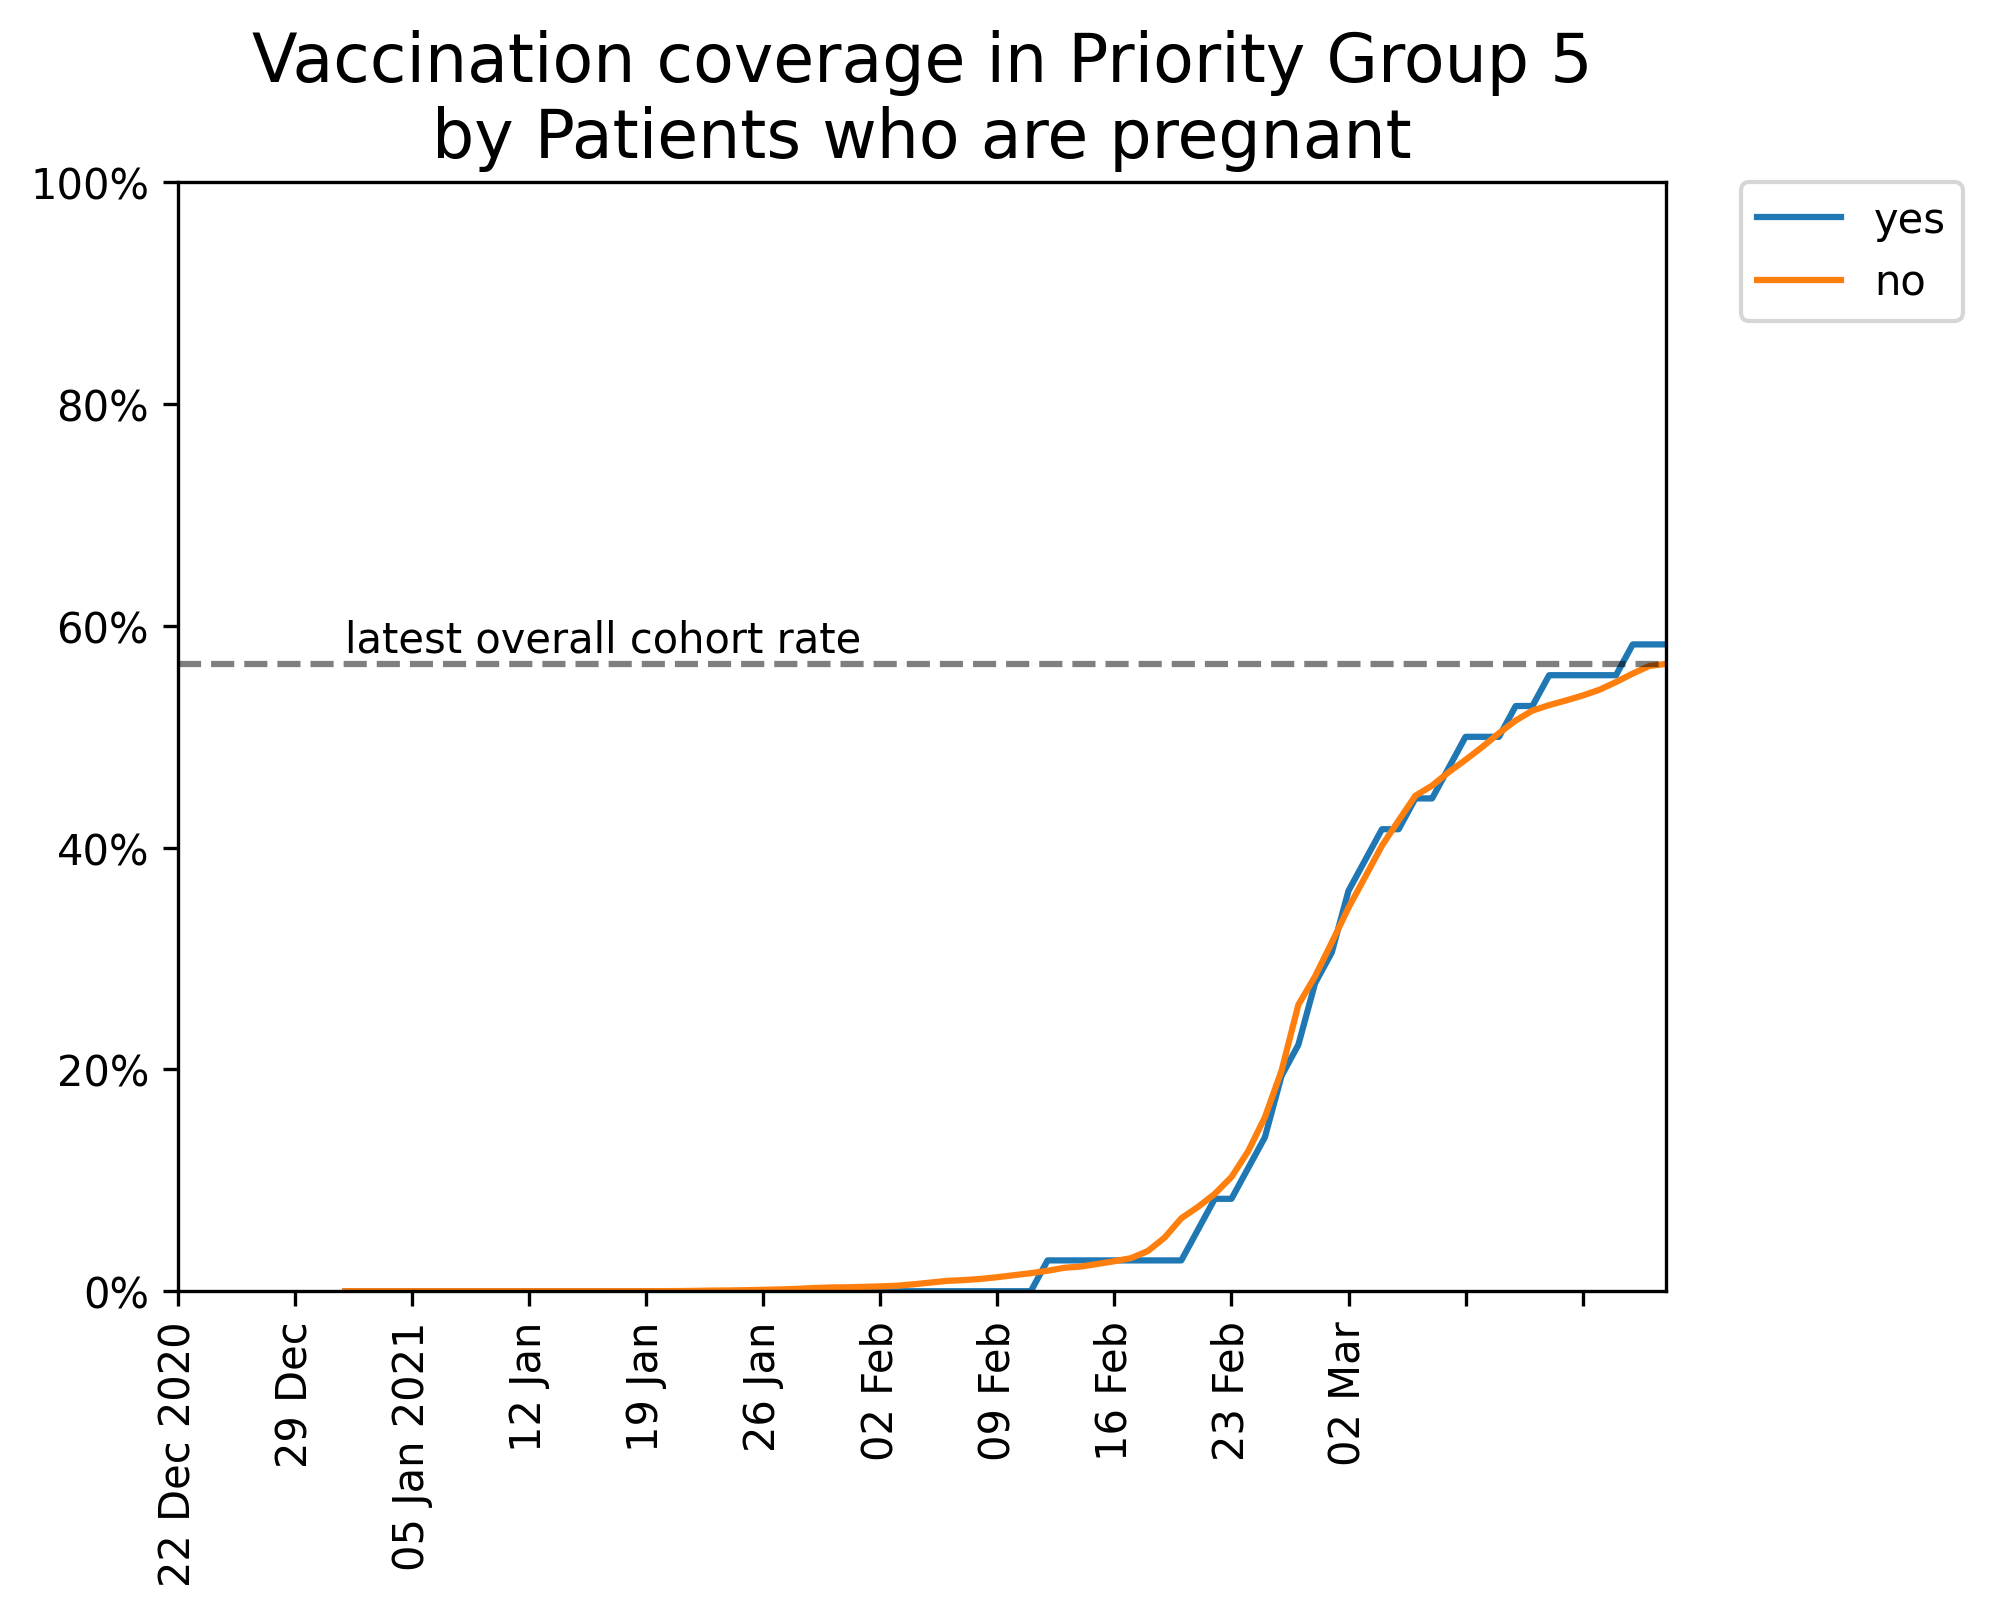 Vaccination coverage in Priority Group 5
by Patients who are pregnant
100%
80%
60%
40%
20%
0%
latest overall cohort rate
yes
no
22 Dec 2020
29 Dec
05 Jan 2021
12 Jan
19 Jan
26 Jan
02 Feb
09 Feb
16 Feb
23 Feb
02 Mar